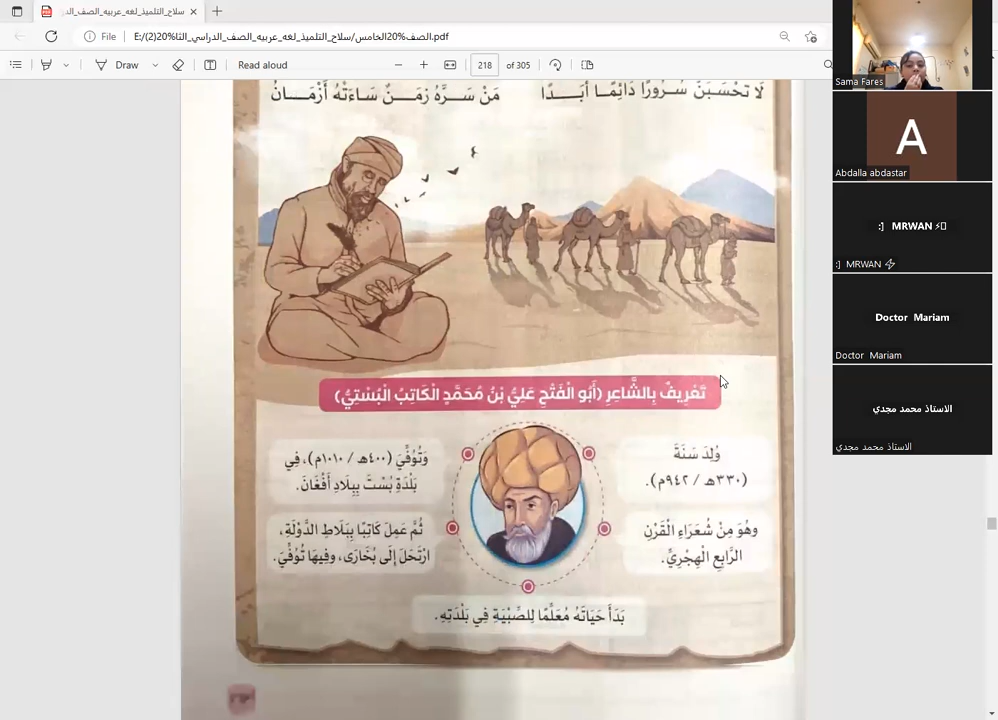 سلاح_التلميذ_لغه_عربيه_الصف_الد
File E:/(2)20%سلاح_التلميذ_لغه_عربيه_الصف_الدراسي_الثا/الصف%20الخامس.pdf
Draw Read aloud 218 of 305
لَا تَحْسَبَنَّ سُرُورًا دَائِمًا أَبَدًا مَنْ سَرَّهُ زَمَنٌ سَاءَتْهُ أَزْمَانُ
تَعْرِيفٌ بِالشَّاعِرِ (أَبُو الْفَتْحِ عَلِيُّ بْنُ مُحَمَّدٍ الْكَاتِبُ الْبُسْتِيُّ)
وُلِدَ سَنَةَ
(٣٣٠هـ / ٩٤٢م).
وَتُوُفِّيَ (٤٠٠هـ / ١٠١٠م)، فِي
بَلْدَةِ بُسْتَ بِبِلَادِ أَفْغَانَ.
وَهُوَ مِنْ شُعَرَاءِ الْقَرْنِ
الرَّابِعِ الْهِجْرِيِّ.
ثُمَّ عَمِلَ كَاتِبًا بِبَلَاطِ الدَّوْلَةِ،
ارْتَحَلَ إِلَى بُخَارَى، وَفِيهَا تُوُفِّيَ.
بَدَأَ حَيَاتَهُ مُعَلِّمًا لِلصِّبْيَةِ فِي بَلْدَتِهِ.
Sama Fares
A
Abdalla abdastar
:] MRWAN
:] MRWAN
Doctor Mariam
Doctor Mariam
الاستاذ محمد مجدي
الاستاذ محمد مجدي